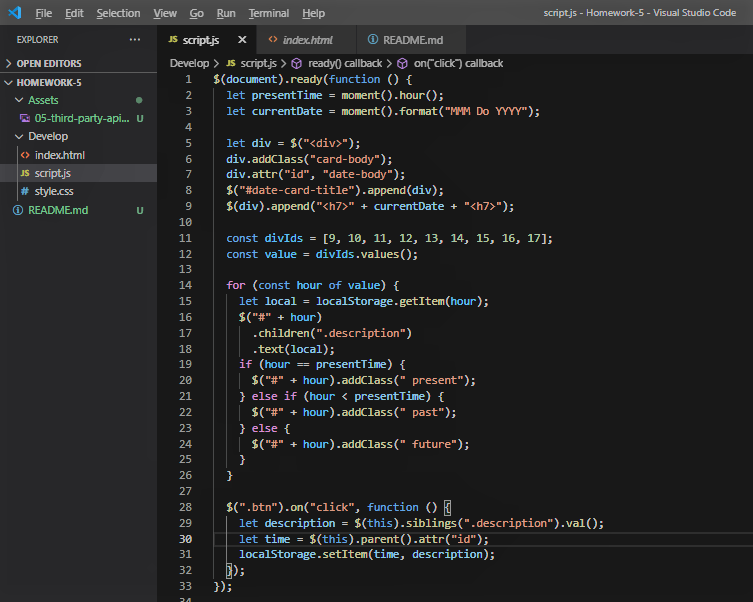 File Edit Selection View Go Run Terminal Help script.js - Homework-5 - Visual Studio Code
EXPLORER ···
OPEN EDITORS
HOMEWORK-5
Assets
05-third-party-api... U
Develop
index.html
JS script.js
# style.css
README.md U
JS script.js index.html README.md
Develop > JS script.js > ready() callback > on("click") callback
1 $(document).ready(function () {
2 let presentTime = moment().hour();
3 let currentDate = moment().format("MMM Do YYYY");
4
5 let div = $("<div>");
6 div.addClass("card-body");
7 div.attr("id", "date-body");
8 $("#date-card-title").append(div);
9 $(div).append("<h7>" + currentDate + "<h7>");
10
11 const divIds = [9, 10, 11, 12, 13, 14, 15, 16, 17];
12 const value = divIds.values();
13
14 for (const hour of value) {
15 let local = localStorage.getItem(hour);
16 $("#" + hour)
17 .children(".description")
18 .text(local);
19 if (hour == presentTime) {
20 $("#" + hour).addClass(" present");
21 } else if (hour < presentTime) {
22 $("#" + hour).addClass(" past");
23 } else {
24 $("#" + hour).addClass(" future");
25 }
26 }
27
28 $(".btn").on("click", function () {
29 let description = $(this).siblings(".description").val();
30 let time = $(this).parent().attr("id");
31 localStorage.setItem(time, description);
32 });
33 });
34